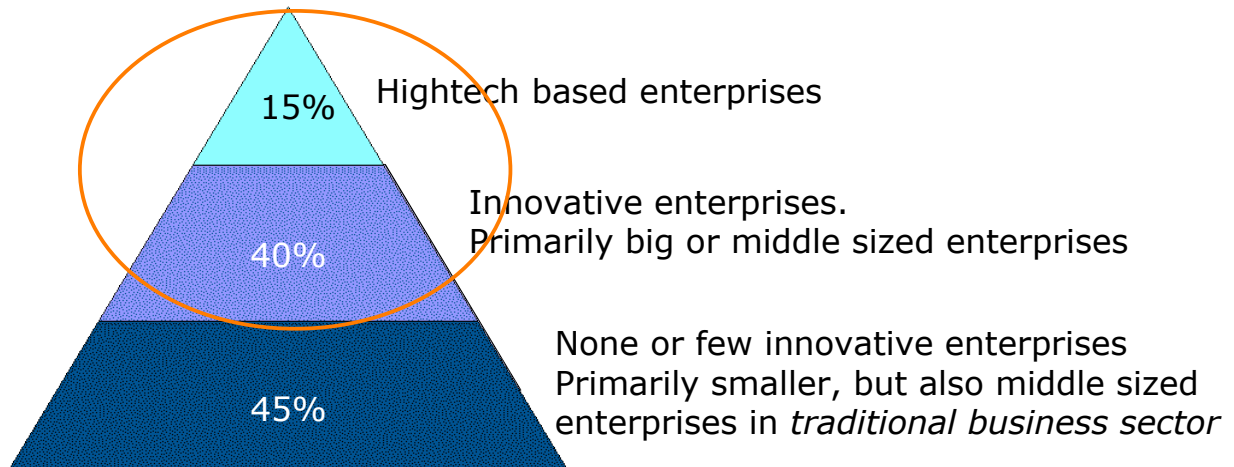 15%
Hightech based enterprises
Innovative enterprises.
Primarily big or middle sized enterprises
40%
None or few innovative enterprises
Primarily smaller, but also middle sized
enterprises in traditional business sector
45%